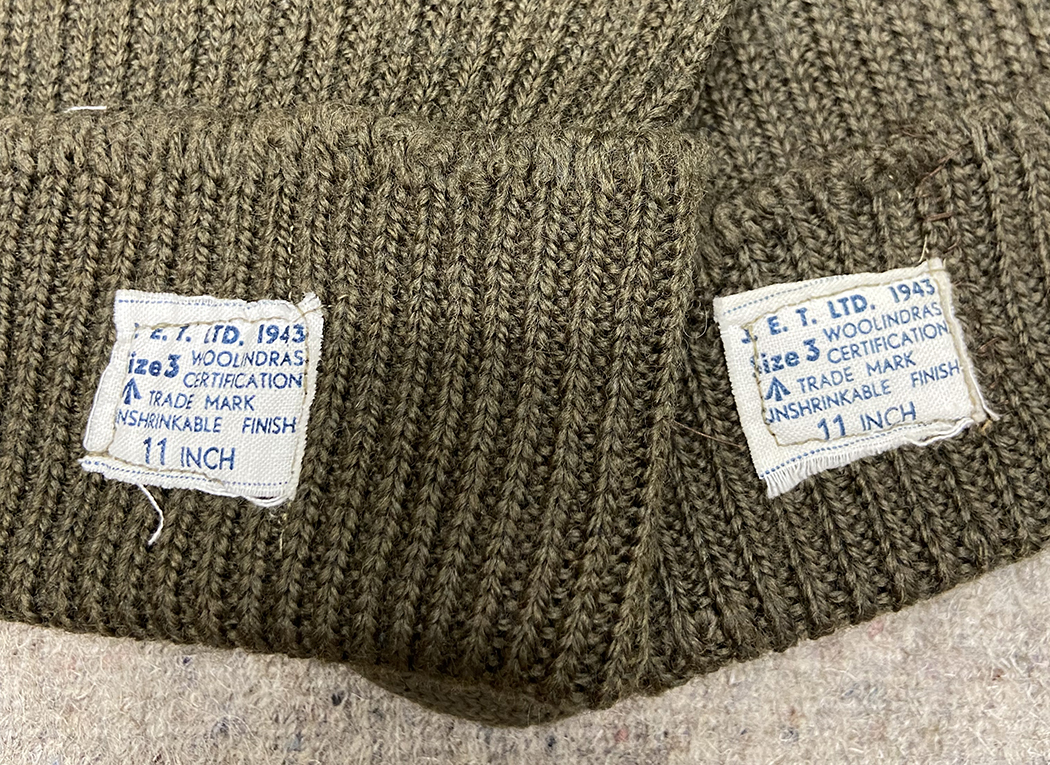 E. T. LTD. 1943
ize 3 WOOLINDRAS
CERTIFICATION
TRADE MARK
NSHRINKABLE FINISH
11 INCH
E. T. LTD. 1943
ize 3 WOOLINDRAS
CERTIFICATION
TRADE MARK
UNSHRINKABLE FINISH
11 INCH